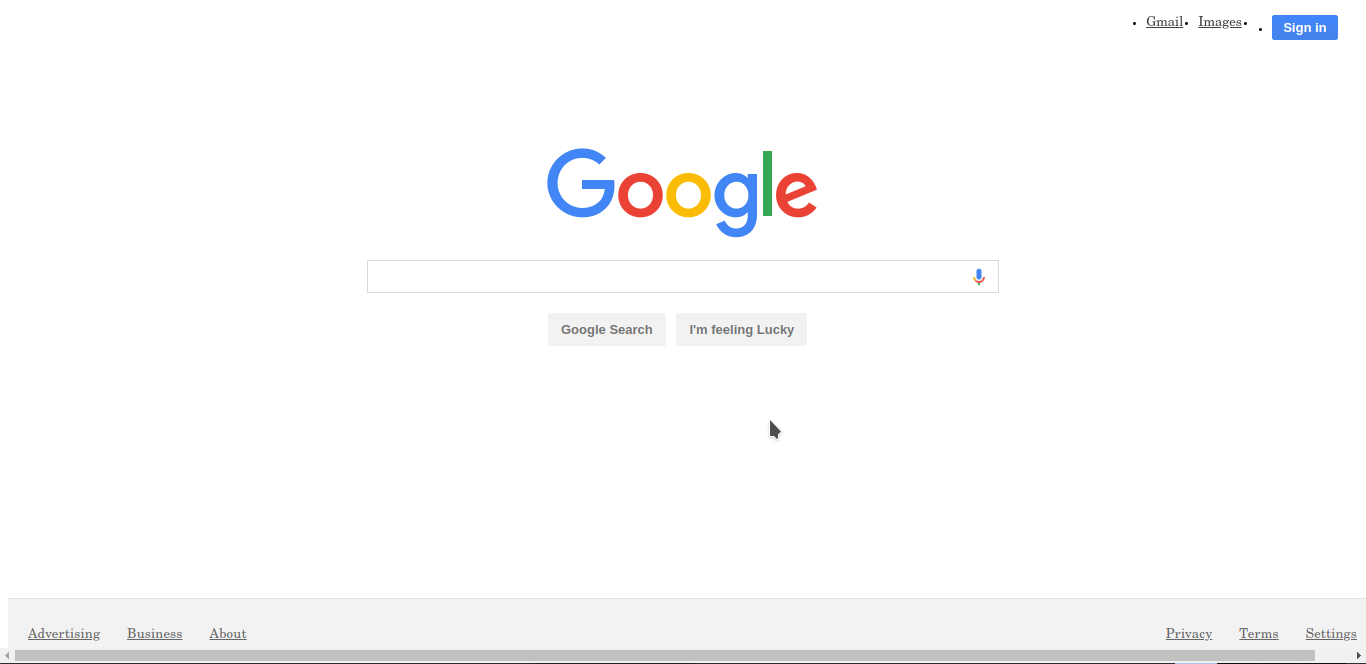 Gmail Images Sign in
Google
Google Search I'm feeling Lucky
Advertising Business About Privacy Terms Settings